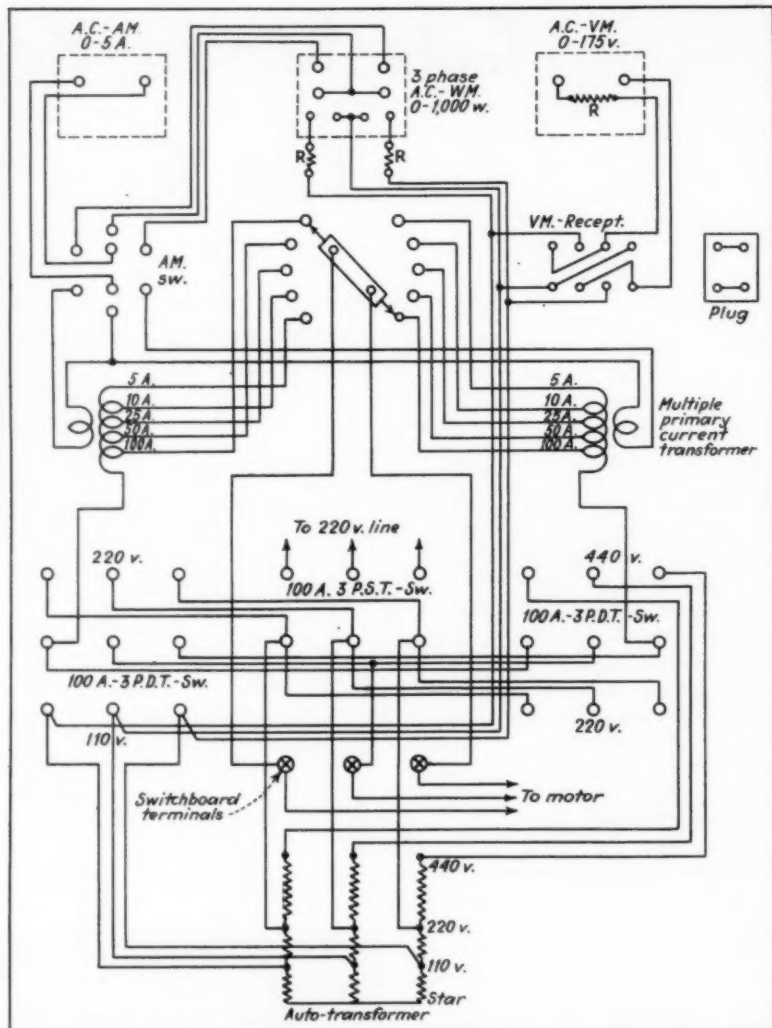 A.C.-AM.
0-5 A.
3 phase
A.C.-WM.
0-1,000 w.
A.C.-VM.
0-175v.
R
R
R
AM.
sw.
VM.-Recept.
Plug
5 A.
10 A.
25 A.
50 A.
100 A.
5 A.
10 A.
25 A.
50 A.
100 A.
Multiple
primary
current
transformer
To 220 v. line
220 v.
440 v.
100 A. 3 P.S.T.-Sw.
100 A.-3 P.D.T.-Sw.
100 A.-3 P.D.T.-Sw.
110 v.
220 v.
Switchboard
terminals
To motor
440 v.
220 v.
110 v.
Star
Auto-transformer